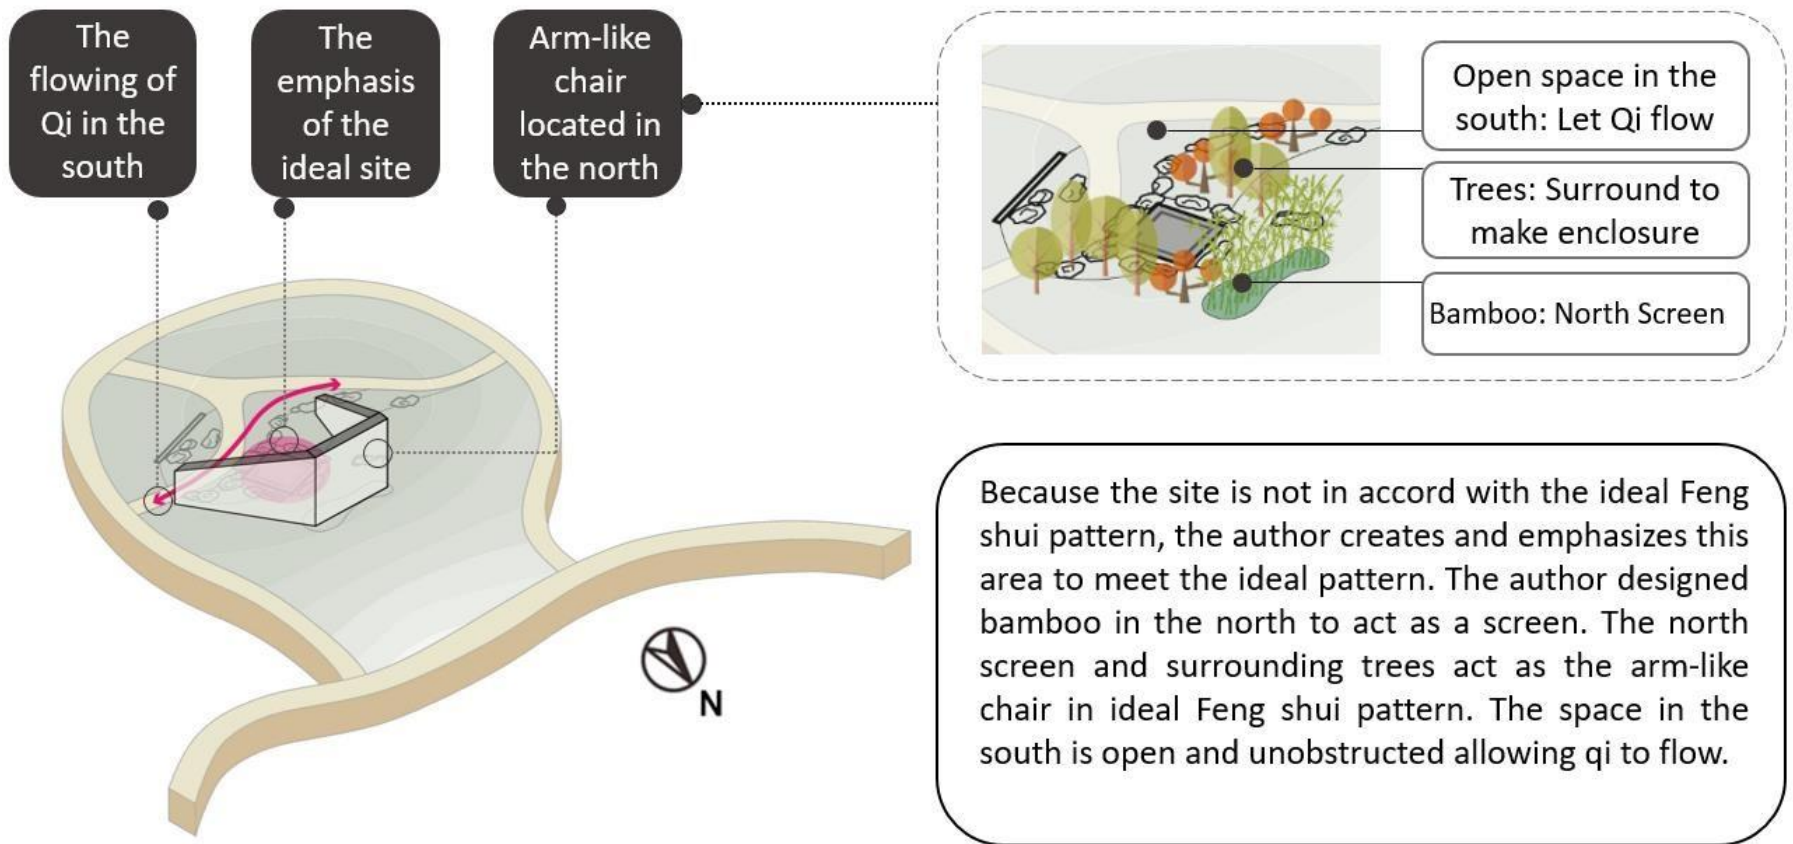 The
flowing of
Qi in the
south
The
emphasis
of the
ideal site
Arm-like
chair
located in
the north
Open space in the
south: Let Qi flow
Trees: Surround to
make enclosure
Bamboo: North Screen
N
Because the site is not in accord with the ideal Feng
shui pattern, the author creates and emphasizes this
area to meet the ideal pattern. The author designed
bamboo in the north to act as a screen. The north
screen and surrounding trees act as the arm-like
chair in ideal Feng shui pattern. The space in the
south is open and unobstructed allowing qi to flow.